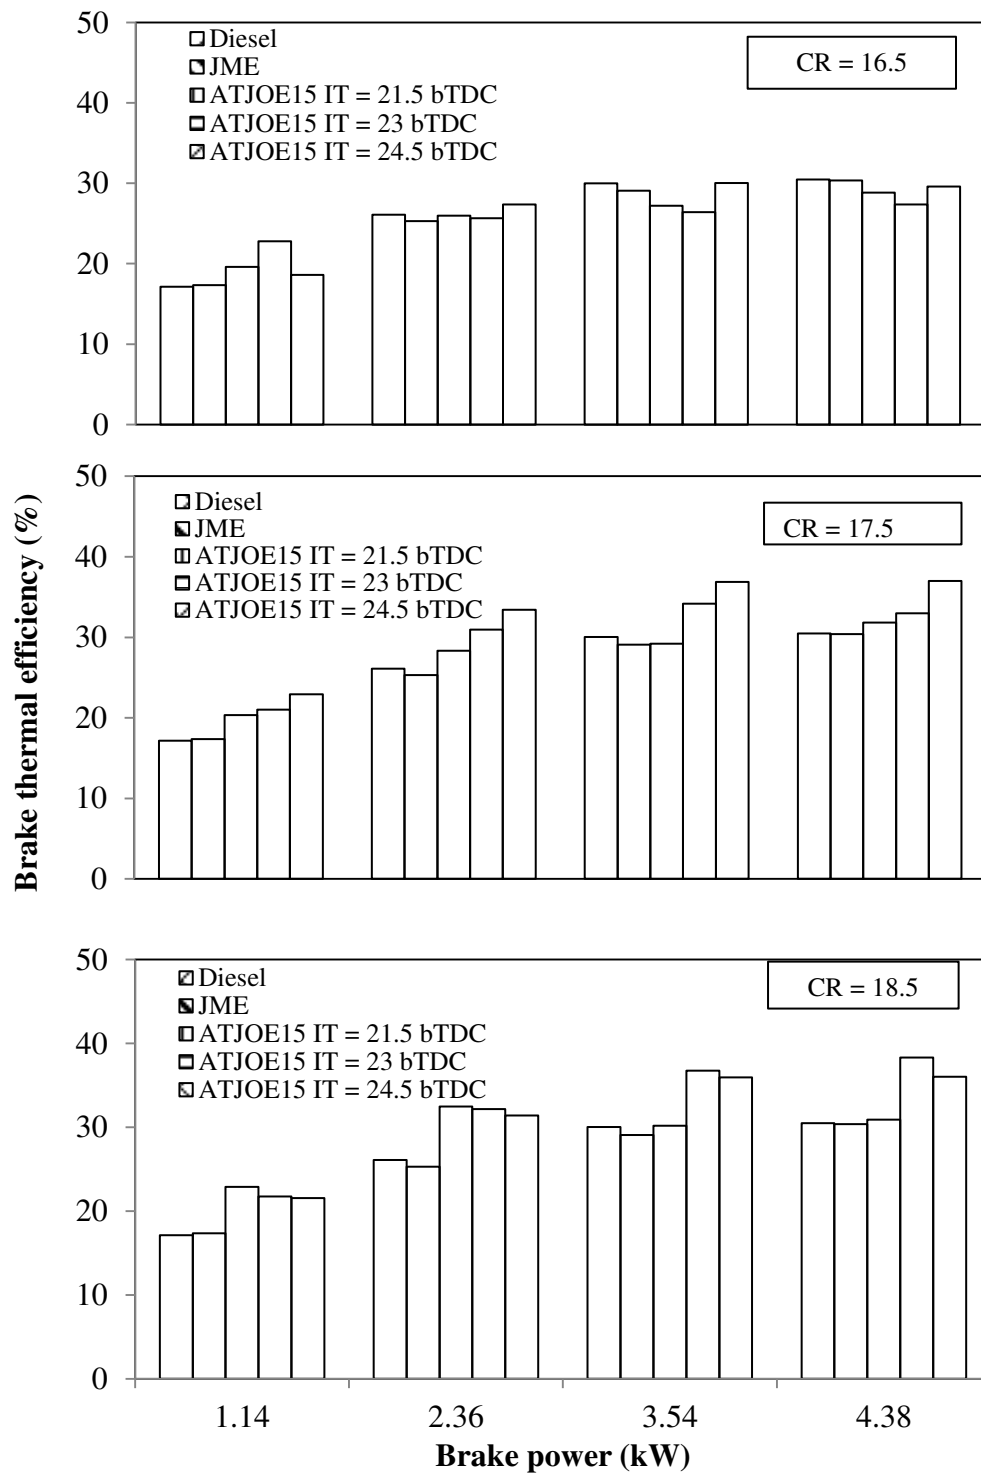 50
40
30
20
10
0
Diesel
JME
ATJOE15 IT = 21.5 bTDC
ATJOE15 IT = 23 bTDC
ATJOE15 IT = 24.5 bTDC
CR = 16.5
Brake thermal efficiency (%)
50
40
30
20
10
0
Diesel
JME
ATJOE15 IT = 21.5 bTDC
ATJOE15 IT = 23 bTDC
ATJOE15 IT = 24.5 bTDC
CR = 17.5
50
40
30
20
10
0
Diesel
JME
ATJOE15 IT = 21.5 bTDC
ATJOE15 IT = 23 bTDC
ATJOE15 IT = 24.5 bTDC
CR = 18.5
1.14 2.36 3.54 4.38
Brake power (kW)